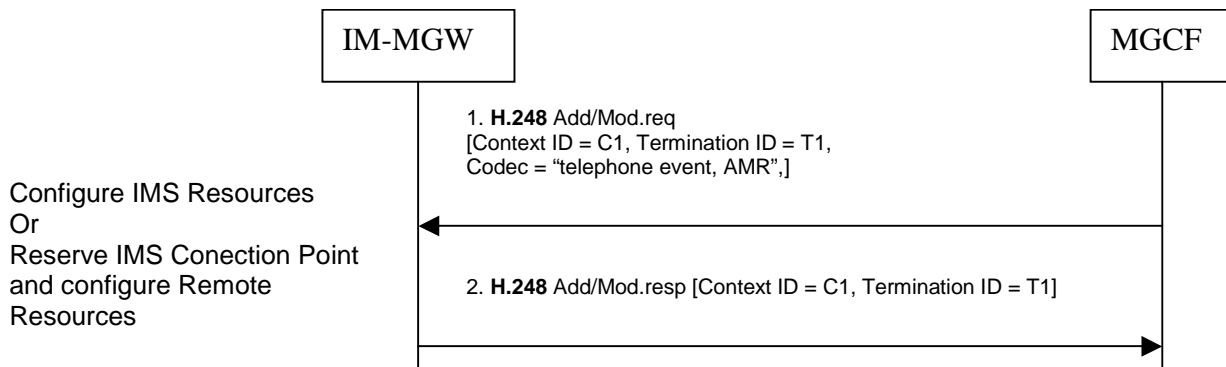 IM-MGW
MGCF
1. H.248 Add/Mod.req
[Context ID = C1, Termination ID = T1,
Codec = “telephone event, AMR”,]
Configure IMS Resources
Or
Reserve IMS Conection Point
and configure Remote
Resources
2. H.248 Add/Mod.resp [Context ID = C1, Termination ID = T1]